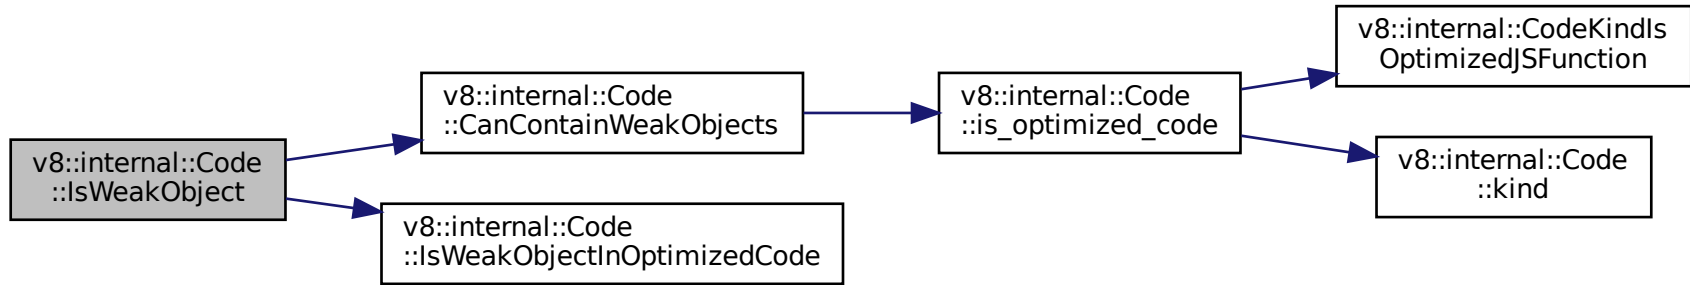 v8::internal::Code
::IsWeakObject
v8::internal::Code
::CanContainWeakObjects
v8::internal::Code
::IsWeakObjectInOptimizedCode
v8::internal::Code
::is_optimized_code
v8::internal::CodeKindIs
OptimizedJSFunction
v8::internal::Code
::kind